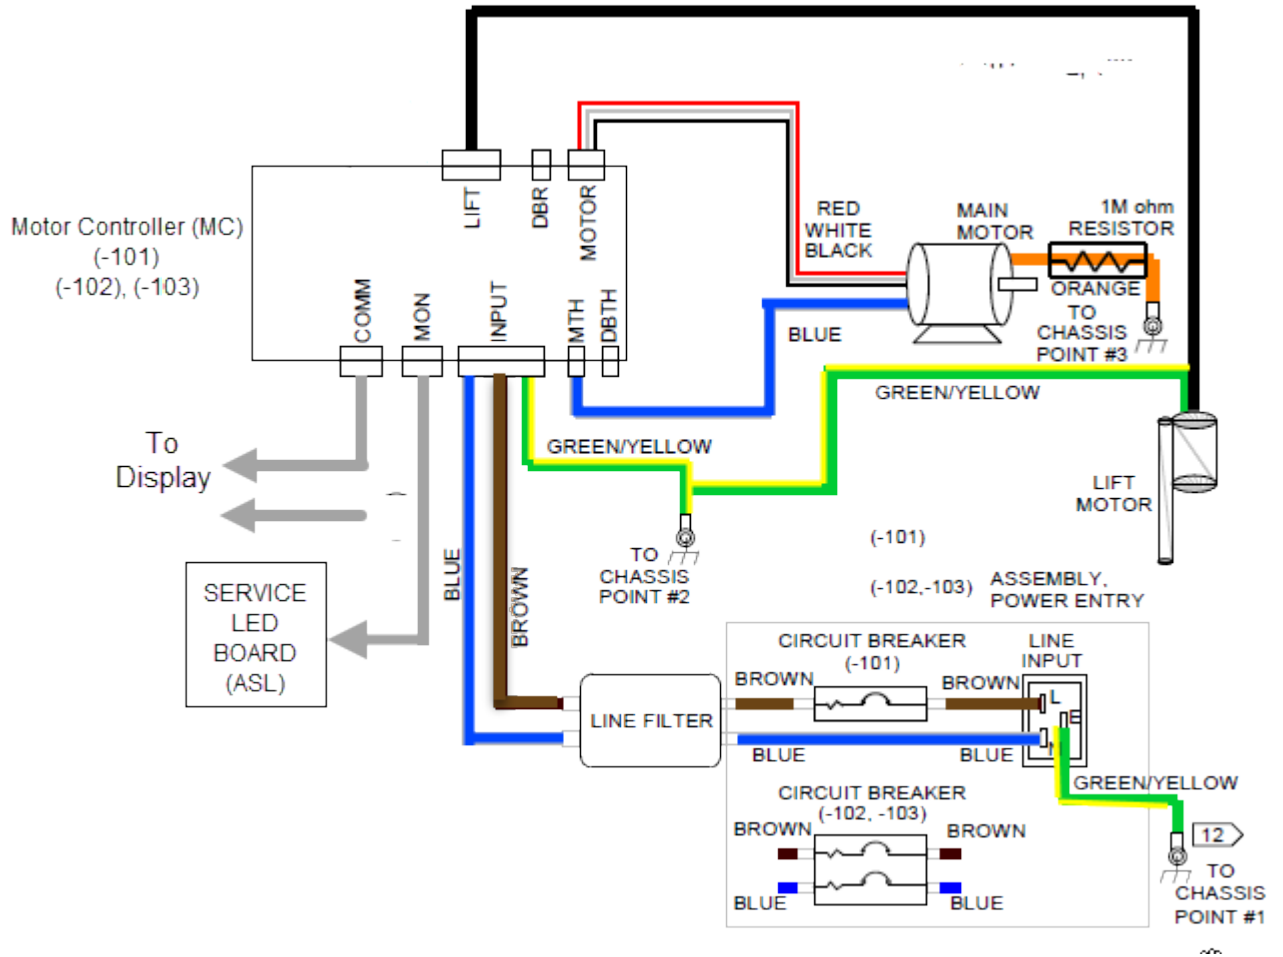 Motor Controller (MC)
(-101)
(-102), (-103)
LIFT
DBR
MOTOR
COMM
MON
INPUT
MTH
DBTH
RED
WHITE
BLACK
MAIN
MOTOR
1M ohm
RESISTOR
ORANGE
TO
CHASSIS
POINT #3
BLUE
GREEN/YELLOW
GREEN/YELLOW
To
Display
LIFT
MOTOR
TO
CHASSIS
POINT #2
(-101)
(-102,-103)
ASSEMBLY,
POWER ENTRY
SERVICE
LED
BOARD
(ASL)
BLUE
BROWN
CIRCUIT BREAKER
(-101)
LINE
INPUT
BROWN
BROWN
L
E
N
LINE FILTER
BLUE
BLUE
GREEN/YELLOW
CIRCUIT BREAKER
(-102, -103)
BROWN
BROWN
BLUE
BLUE
12
TO
CHASSIS
POINT #1